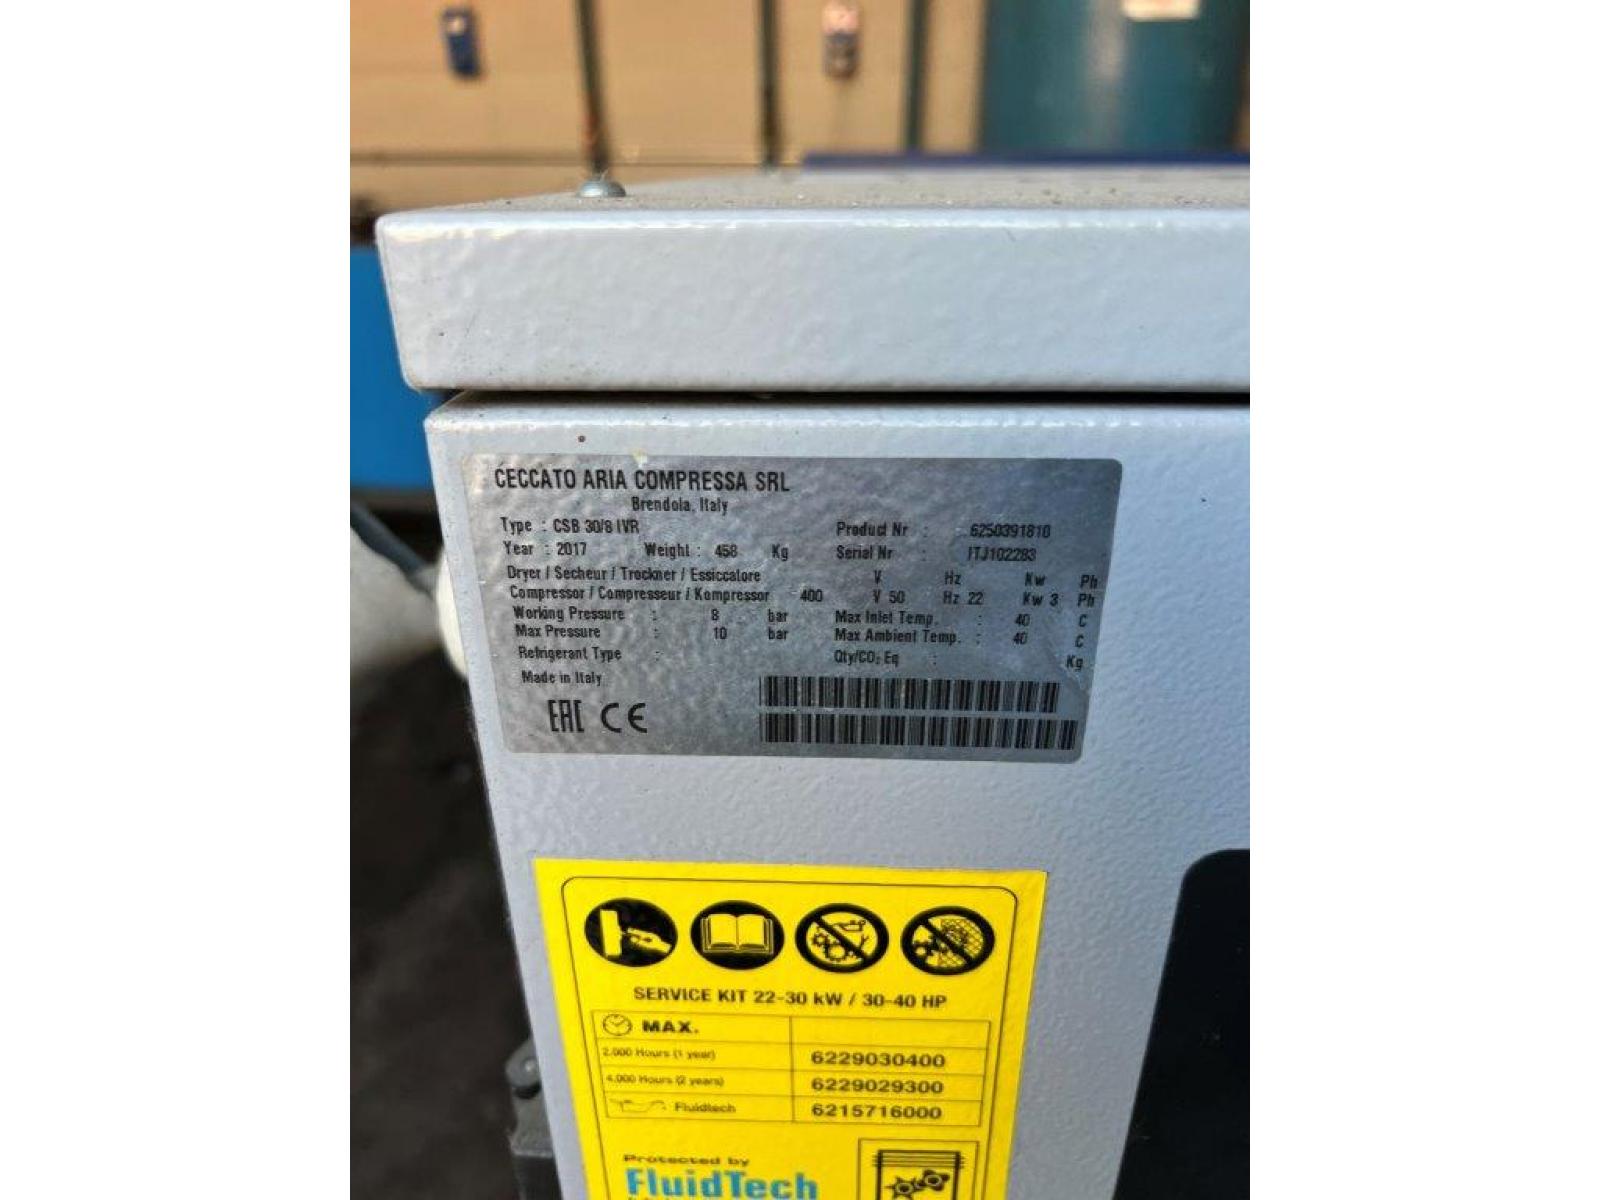 CECCATO ARIA COMPRESSA SRL
Brendola, Italy
Type : CSB 30/8 IVR Product Nr : 6250391810
Year : 2017 Weight : 458 Kg Serial Nr : ITJ102283
Dryer / Secheur / Trockner / Essiccatore V Hz Kw Ph
Compressor / Compresseur / Kompressor 400 V 50 Hz 22 Kw 3 Ph
Working Pressure : 8 bar Max Inlet Temp. : 40 C
Max Pressure : 10 bar Max Ambient Temp. : 40 C
Refrigerant Type : Qty/CO₂ Eq : Kg
Made in Italy
EAC CE
SERVICE KIT 22-30 kW / 30-40 HP
MAX.
2.000 Hours (1 year) 6229030400
4.000 Hours (2 years) 6229029300
Fluidtech 6215716000
Protected by
FluidTech